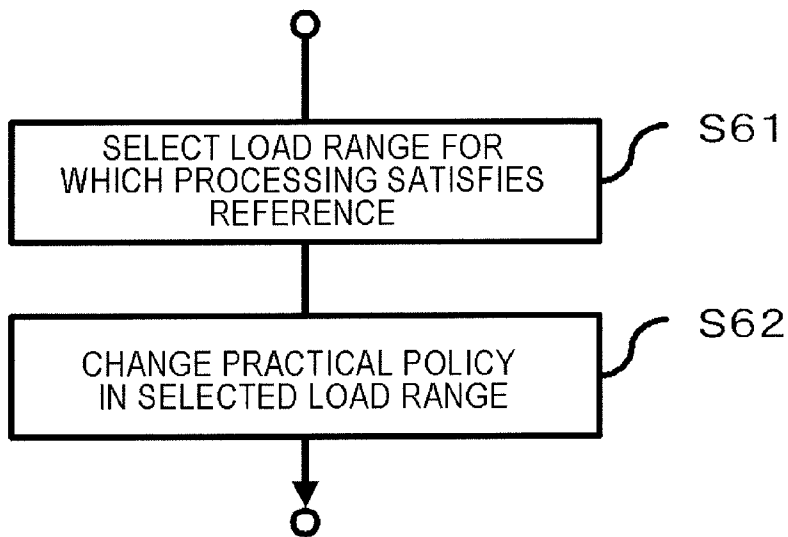 SELECT LOAD RANGE FOR
WHICH PROCESSING SATISFIES
REFERENCE
S61
CHANGE PRACTICAL POLICY
IN SELECTED LOAD RANGE
S62